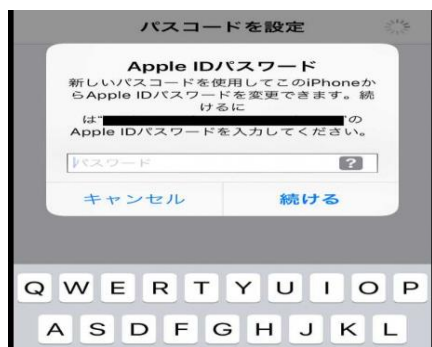 パスコードを設定
Apple IDパスワード
新しいパスコードを使用してこのiPhoneか
らApple IDパスワードを変更できます。続
けるに
は“ ”の
Apple IDパスワードを入力してください。
パスワード
?
キャンセル 続ける
Q W E R T Y U I O P
A S D F G H J K L